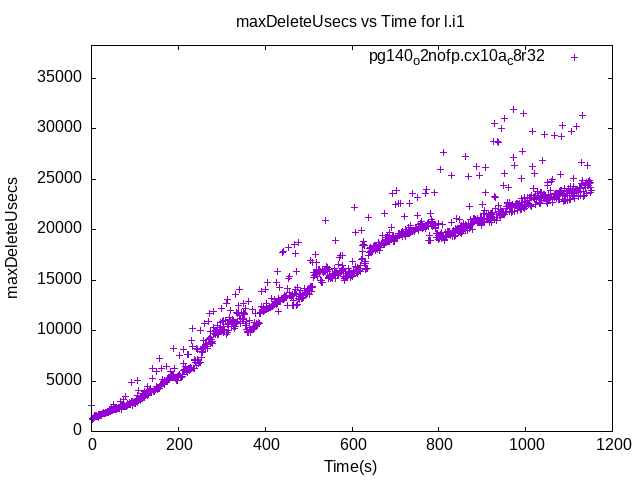 maxDeleteUsecs vs Time for l.i1
pg140o2nofp.cx10ac8r32
35000
30000
25000
20000
15000
10000
5000
0
maxDeleteUsecs
0 200 400 600 800 1000 1200
Time(s)